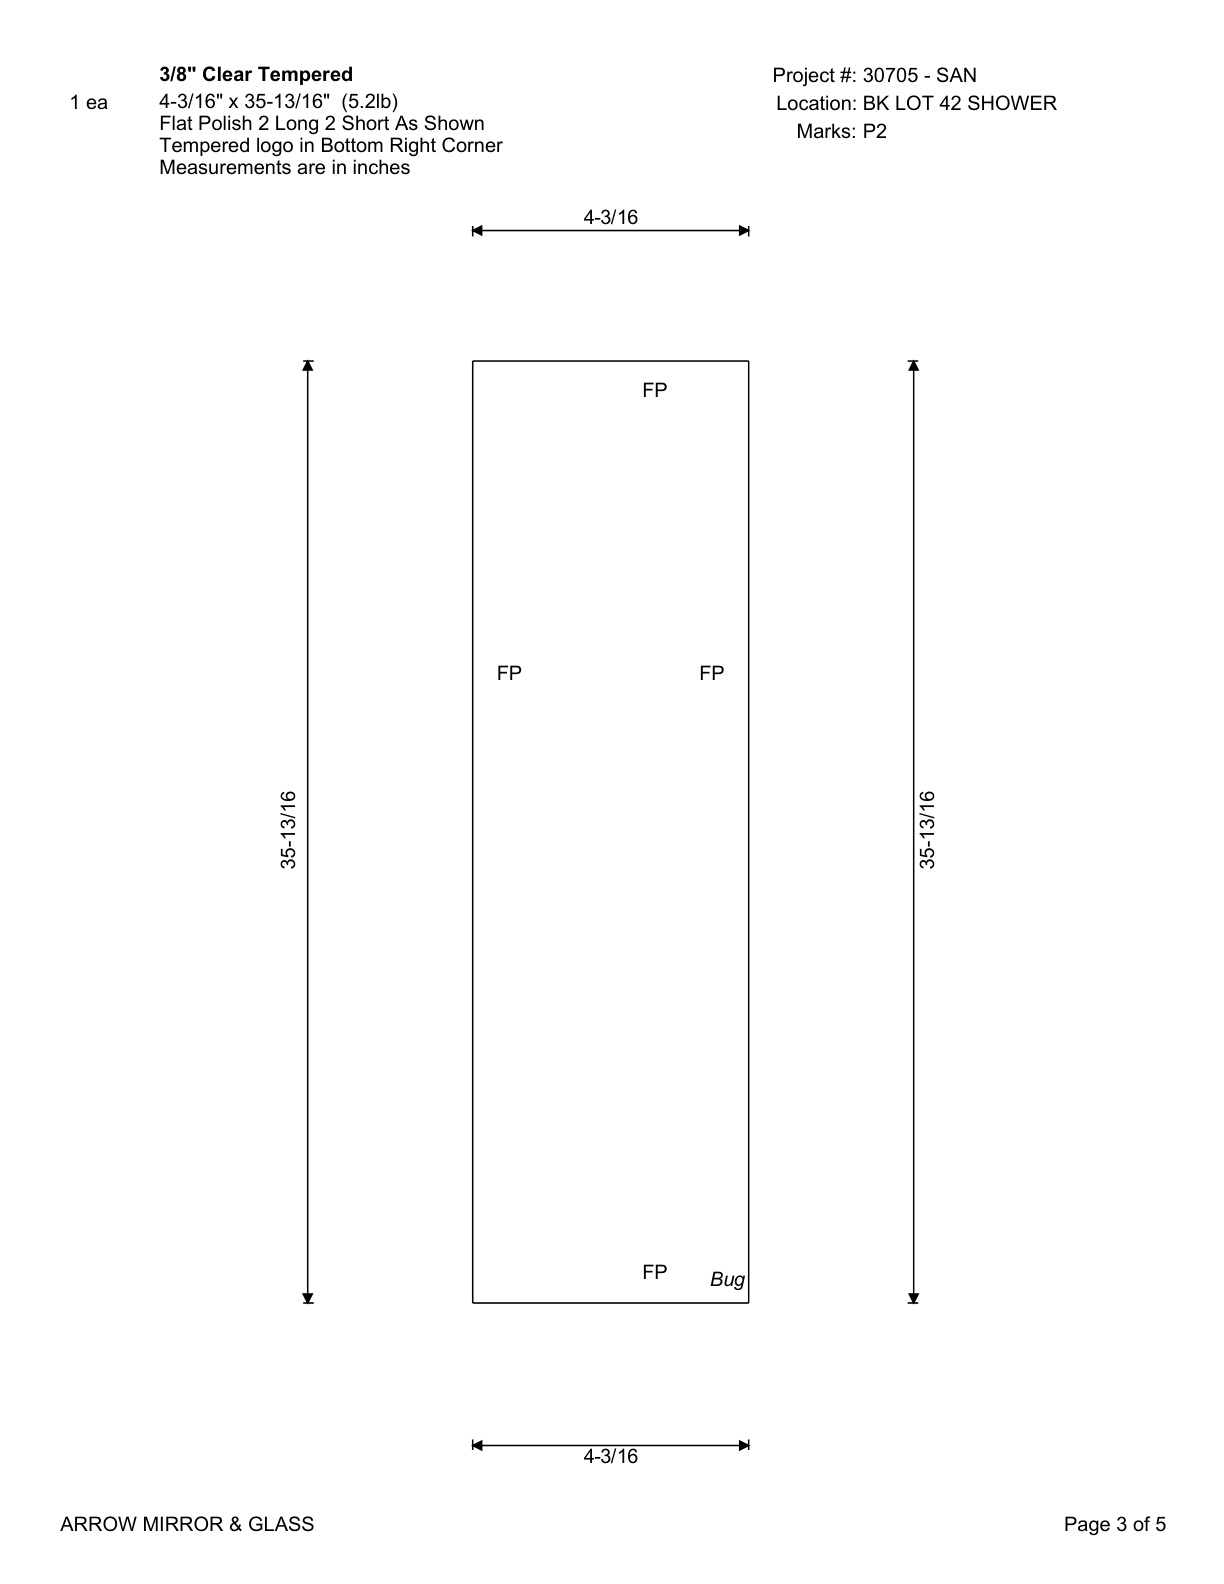 3/8" Clear Tempered
1 ea
4-3/16" x 35-13/16"  (5.2lb)
Flat Polish 2 Long 2 Short As Shown
Tempered logo in Bottom Right Corner
Measurements are in inches
Project #: 30705 - SAN
Location: BK LOT 42 SHOWER
Marks: P2
4-3/16
FP
FP
FP
35-13/16
35-13/16
FP
Bug
4-3/16
ARROW MIRROR & GLASS
Page 3 of 5